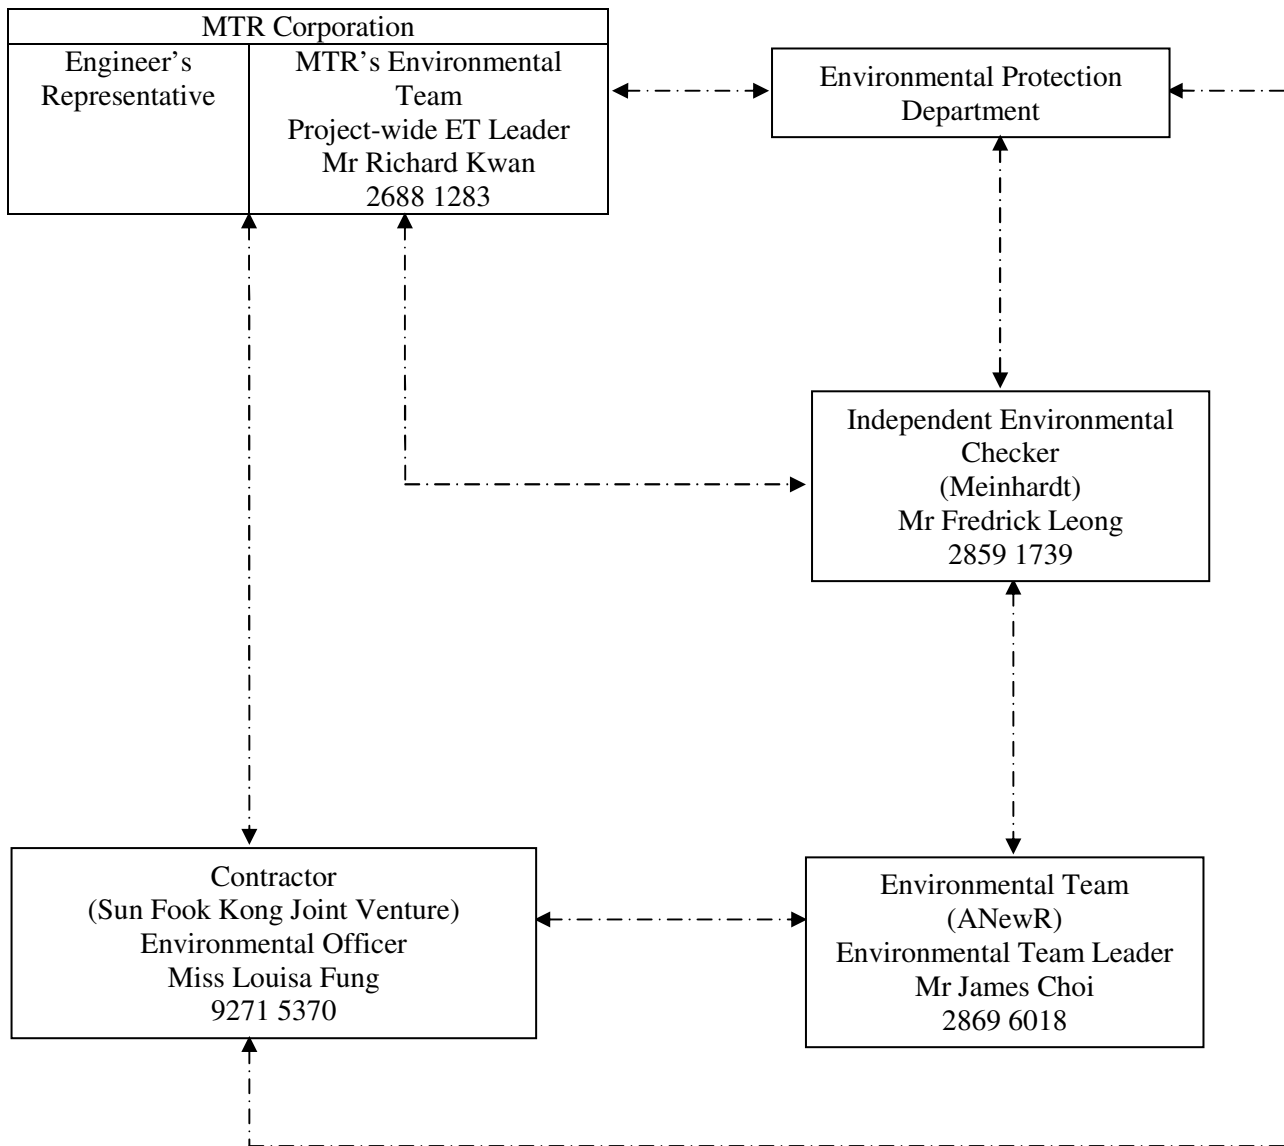 MTR Corporation
Engineer’s
Representative
MTR’s Environmental
Team
Project-wide ET Leader
Mr Richard Kwan
2688 1283
Environmental Protection
Department
Independent Environmental
Checker
(Meinhardt)
Mr Fredrick Leong
2859 1739
Contractor
(Sun Fook Kong Joint Venture)
Environmental Officer
Miss Louisa Fung
9271 5370
Environmental Team
(ANewR)
Environmental Team Leader
Mr James Choi
2869 6018